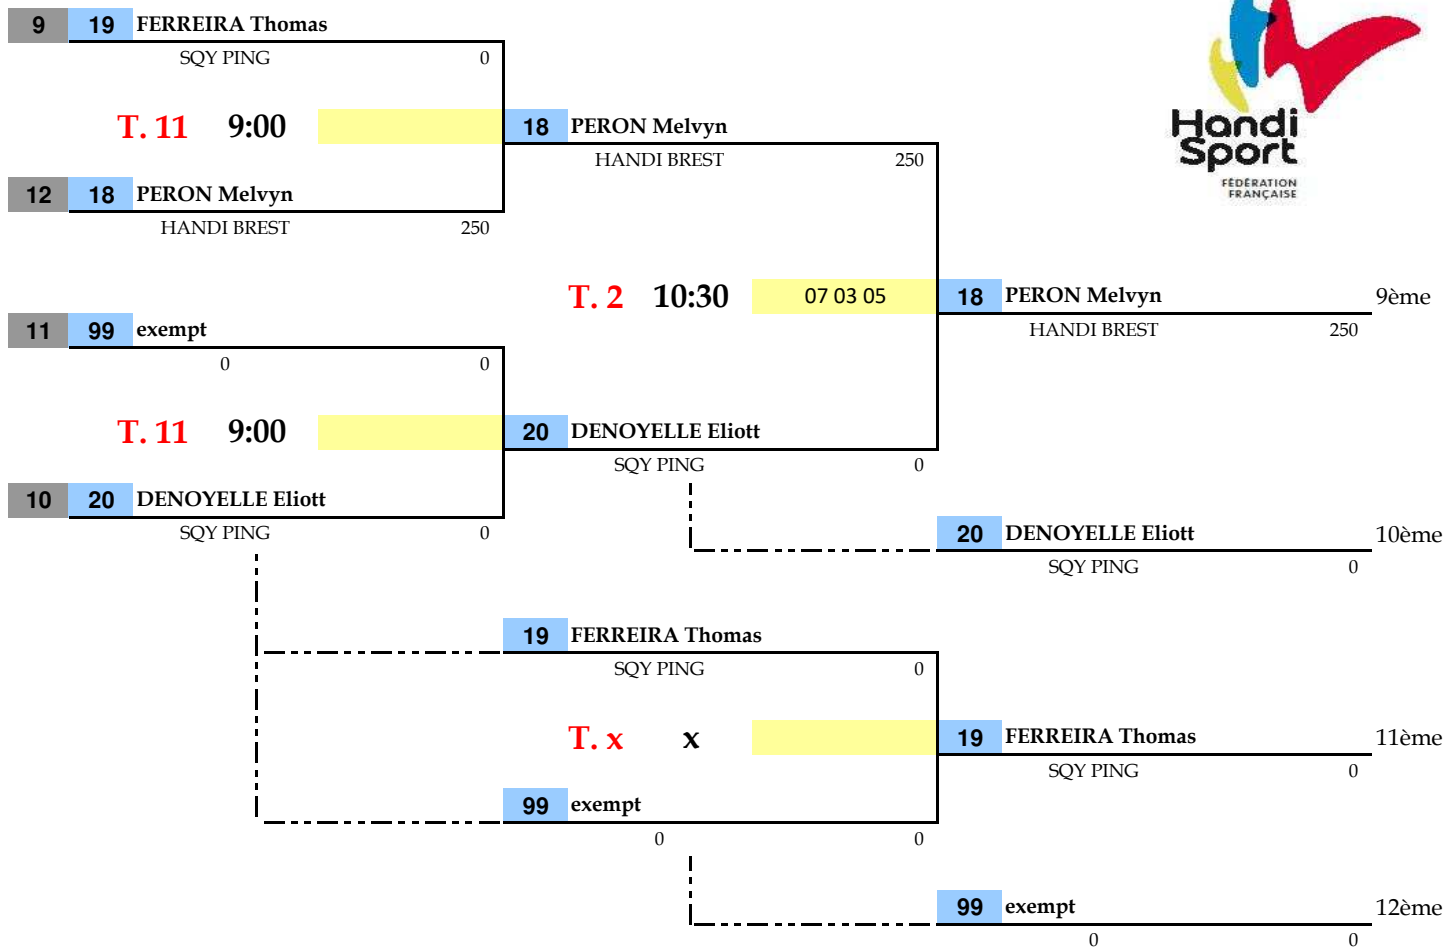 9 19 FERREIRA Thomas
SQY PING 0
T. 11 9:00
18 PERON Melvyn
HANDI BREST 250
12 18 PERON Melvyn
HANDI BREST 250
Handi
Sport
FÉDÉRATION
FRANÇAISE
T. 2 10:30 07 03 05
18 PERON Melvyn 9ème
HANDI BREST 250
11 99 exempt
0 0
T. 11 9:00
20 DENOYELLE Eliott
SQY PING 0
10 20 DENOYELLE Eliott
SQY PING 0
20 DENOYELLE Eliott 10ème
SQY PING 0
19 FERREIRA Thomas
SQY PING 0
T. x x
19 FERREIRA Thomas 11ème
SQY PING 0
99 exempt
0 0
99 exempt 12ème
0 0